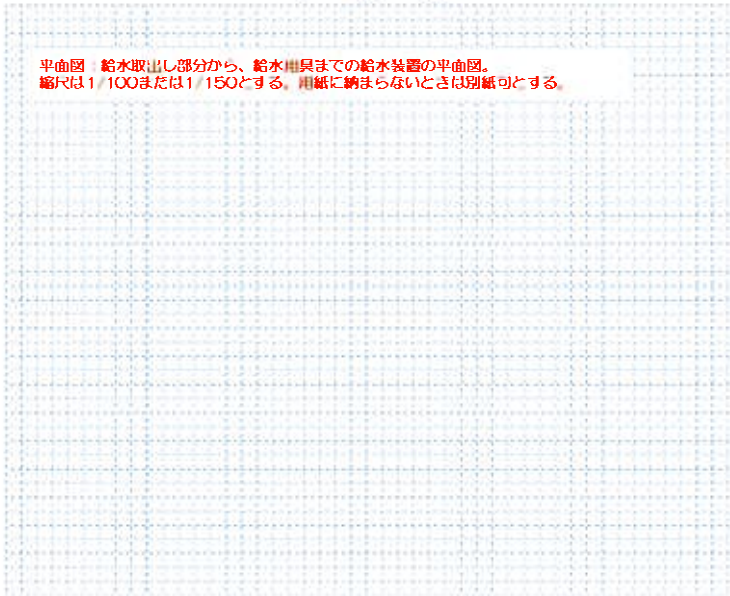 平面図：給水取出し部分から、給水用具までの給水装置の平面図。
縮尺は1/100または1/150とする。用紙に納まらないときは別紙可とする。